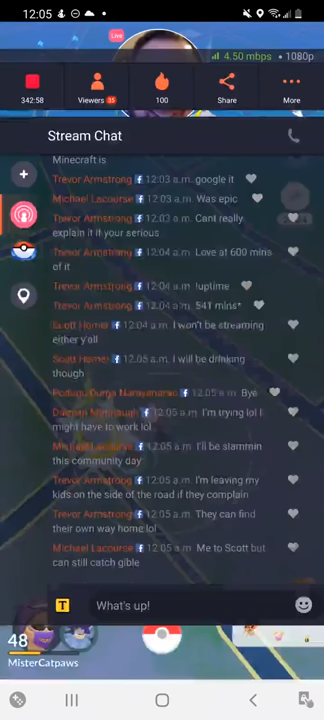 12:05
Live
4.50 mbps • 1080p
342:58
Viewers 35
100
Share
More
Stream Chat
Minecraft is
Trevor Armstrong 12:03 a.m. google it
Michael Lacourse 12:03 a.m. Was epic
Trevor Armstrong 12:03 a.m. Cant really
explain it it your serious
Trevor Armstrong 12:04 a.m. Love at 600 mins
of it
Trevor Armstrong 12:04 a.m. !uptime
Trevor Armstrong 12:04 a.m. 541 mins*
Scott Horner 12:04 a.m. I won't be streaming
either y'all
Scott Horner 12:05 a.m. I will be drinking
though
12:05 a.m. Bye
12:05 a.m. I'm trying lol I
might have to work lol
Michael Lacourse 12:05 a.m. I'll be slammin
this community day
Trevor Armstrong 12:05 a.m. I'm leaving my
kids on the side of the road if they complain
Trevor Armstrong 12:05 a.m. They can find
their own way home lol
Michael Lacourse 12:05 a.m. Me to Scott but
can still catch gible
T
What's up!
48
MisterCatpaws